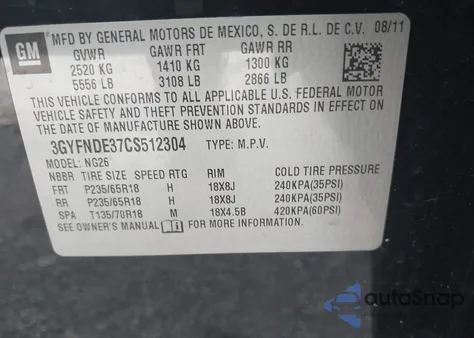 GM
MFD BY GENERAL MOTORS DE MEXICO, S. DE R.L. DE C.V. 08/11
GVWR GAWR FRT GAWR RR
2520 KG 1410 KG 1300 KG
5556 LB 3108 LB 2866 LB
THIS VEHICLE CONFORMS TO ALL APPLICABLE U.S. FEDERAL MOTOR
VEHICLE SAFETY AND THEFT PREVENTION STANDARDS IN
EFFECT ON THE DATE OF MANUFACTURE SHOWN ABOVE.
3GYFNDE37CS512304 TYPE: M.P.V.
MODEL: NG26
NBBR TIRE SIZE SPEED RTG RIM COLD TIRE PRESSURE
FRT P235/65R18 H 18X8J 240KPA(35PSI)
RR P235/65R18 H 18X8J 240KPA(35PSI)
SPA T135/70R18 M 18X4.5B 420KPA(60PSI)
SEE OWNER'S MANUAL FOR MORE INFORMATION.
autoSnap